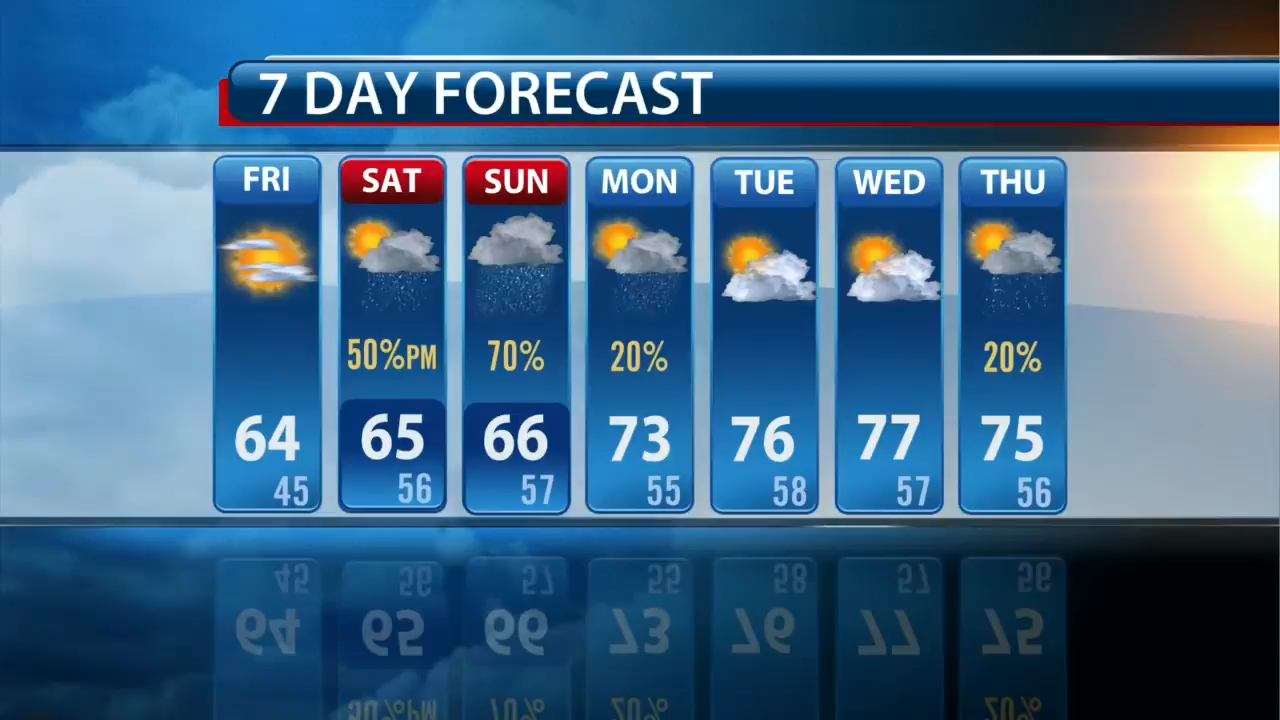 7 DAY FORECAST
FRI SAT SUN MON TUE WED THU
50%PM 70% 20% 20%
64 65 66 73 76 77 75
45 56 57 55 58 57 56